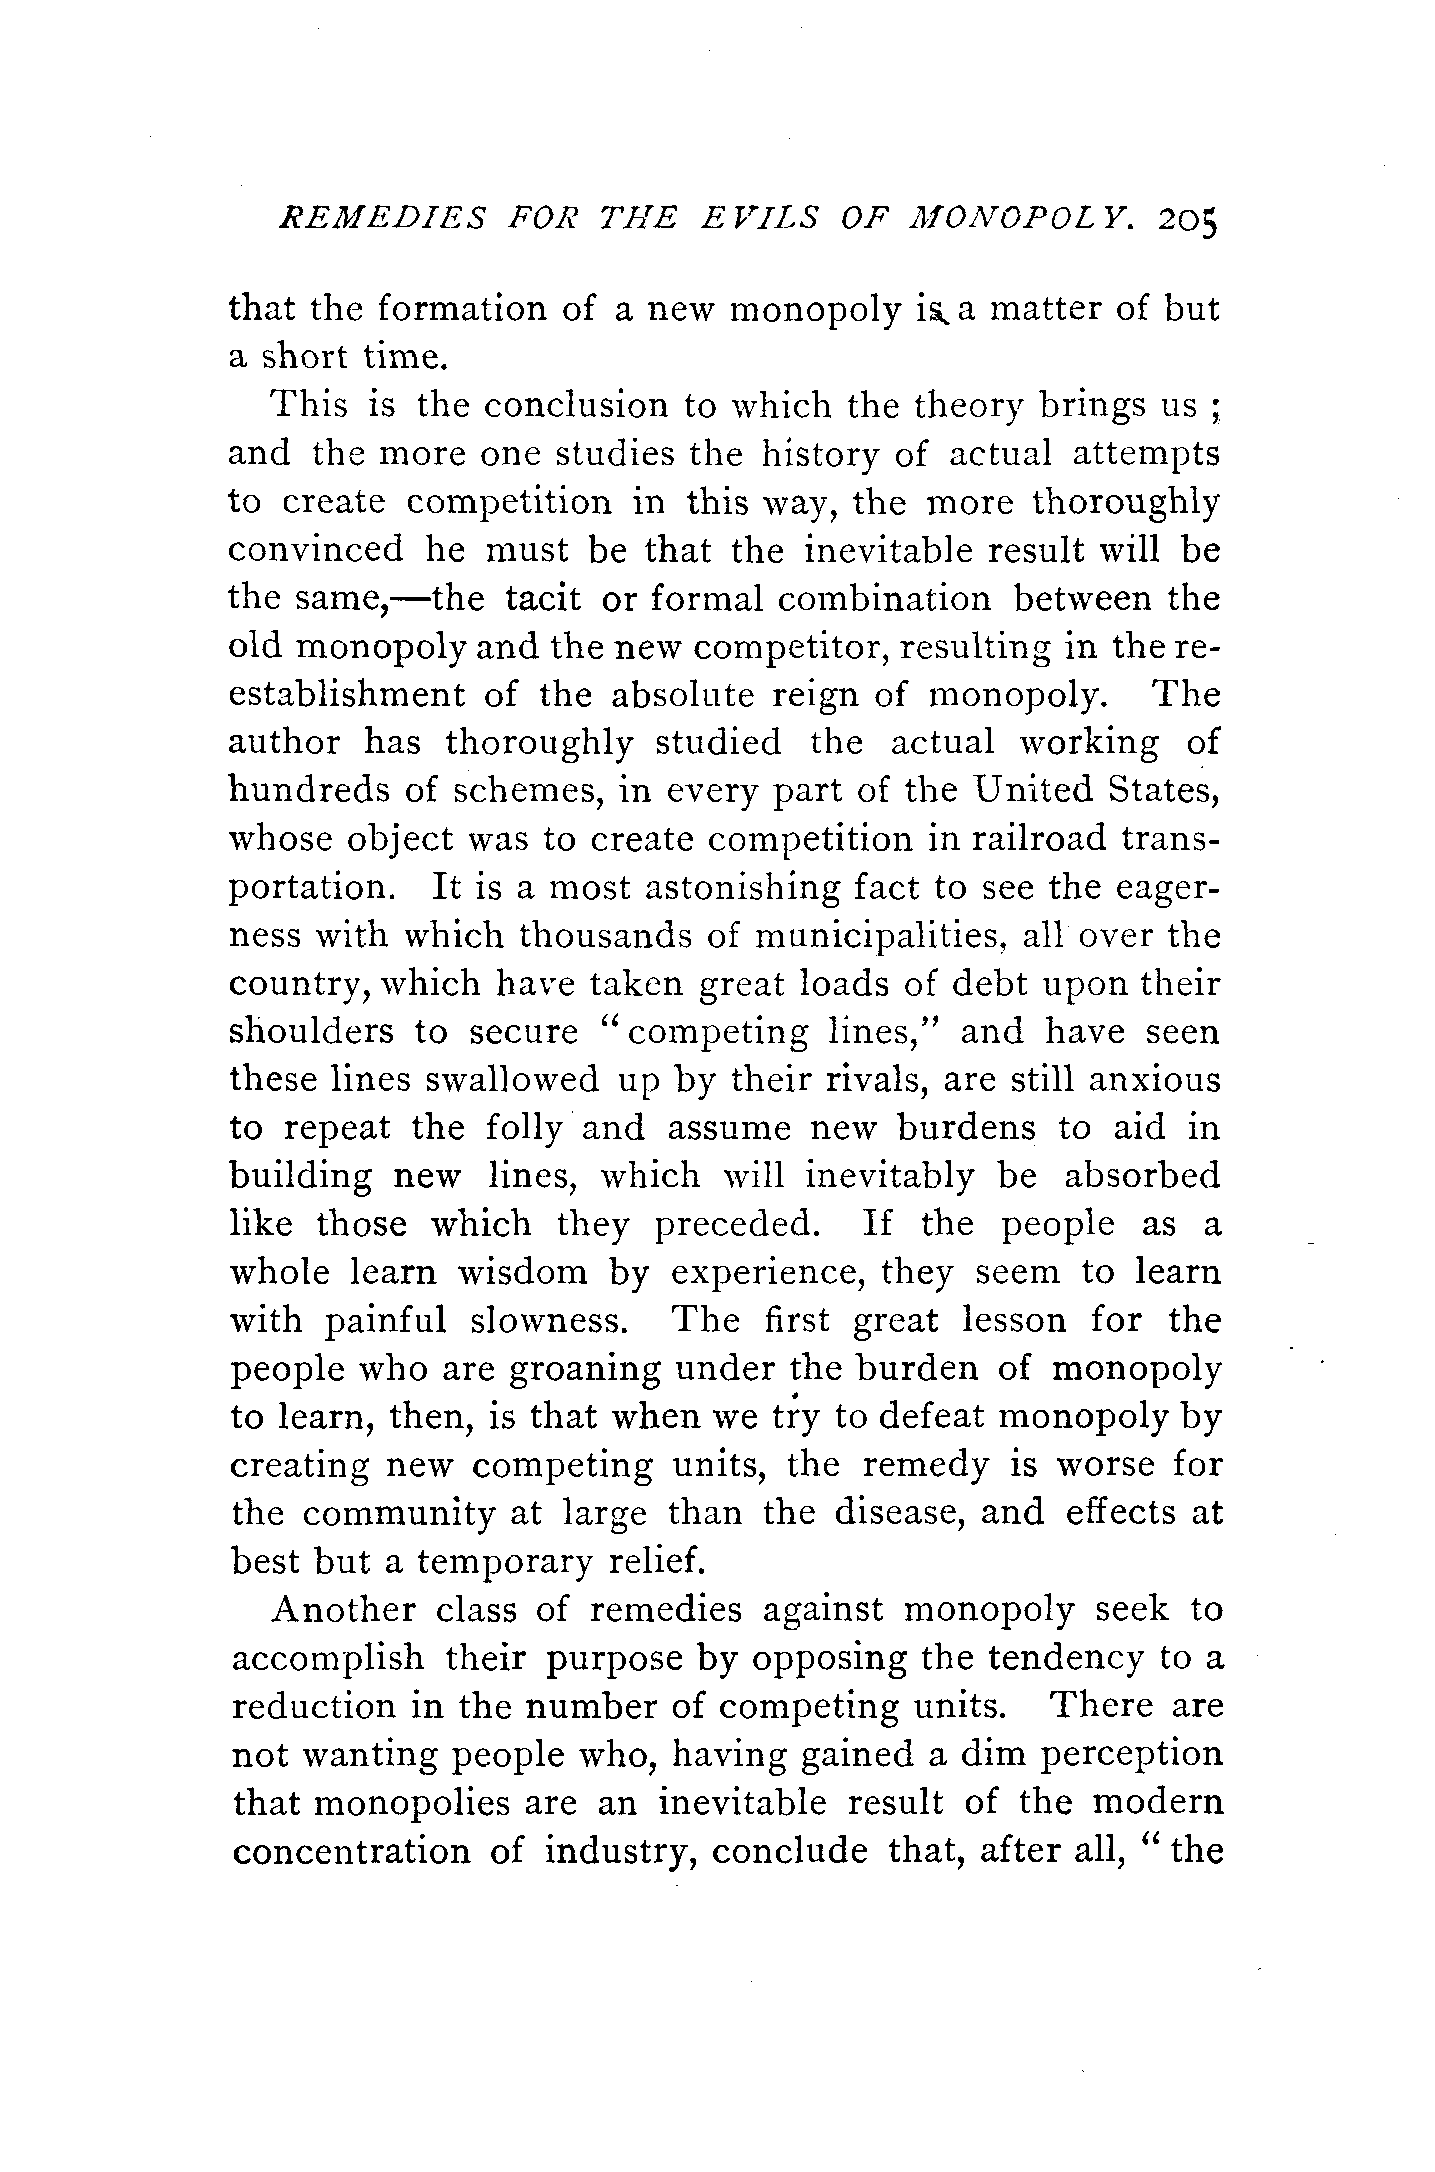 REMEDIES FOR THE EVILS OF MONOPOLY. 205
that the formation of a new monopoly is a matter of but
a short time.
This is the conclusion to which the theory brings us ;
and the more one studies the history of actual attempts
to create competition in this way, the more thoroughly
convinced he must be that the inevitable result will be
the same,—the tacit or formal combination between the
old monopoly and the new competitor, resulting in the re-
establishment of the absolute reign of monopoly. The
author has thoroughly studied the actual working of
hundreds of schemes, in every part of the United States,
whose object was to create competition in railroad trans-
portation. It is a most astonishing fact to see the eager-
ness with which thousands of municipalities, all over the
country, which have taken great loads of debt upon their
shoulders to secure “ competing lines,” and have seen
these lines swallowed up by their rivals, are still anxious
to repeat the folly and assume new burdens to aid in
building new lines, which will inevitably be absorbed
like those which they preceded. If the people as a
whole learn wisdom by experience, they seem to learn
with painful slowness. The first great lesson for the
people who are groaning under the burden of monopoly
to learn, then, is that when we try to defeat monopoly by
creating new competing units, the remedy is worse for
the community at large than the disease, and effects at
best but a temporary relief.
Another class of remedies against monopoly seek to
accomplish their purpose by opposing the tendency to a
reduction in the number of competing units. There are
not wanting people who, having gained a dim perception
that monopolies are an inevitable result of the modern
concentration of industry, conclude that, after all, “ the